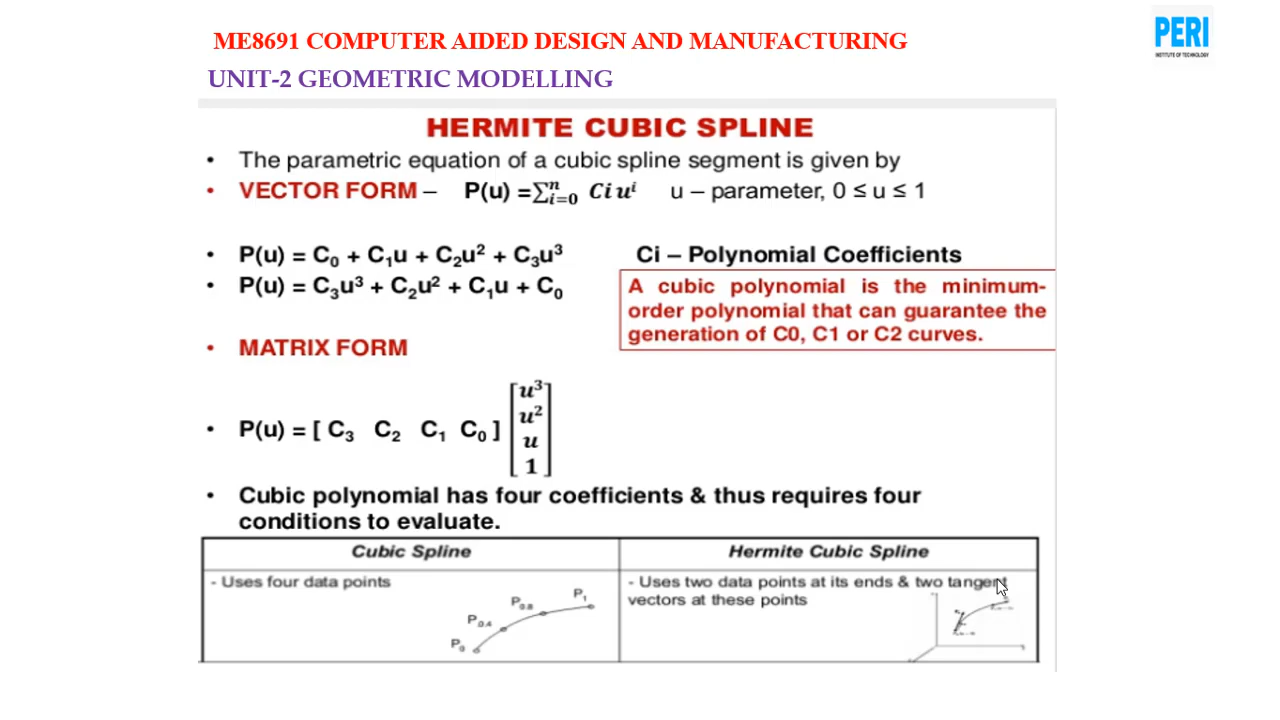 ME8691 COMPUTER AIDED DESIGN AND MANUFACTURING
PERI
INSTITUTE OF TECHNOLOGY
UNIT-2 GEOMETRIC MODELLING
HERMITE CUBIC SPLINE
• The parametric equation of a cubic spline segment is given by
• VECTOR FORM – P(u) =∑ⁿᵢ₌₀ Ci uⁱ u – parameter, 0 ≤ u ≤ 1
• P(u) = C₀ + C₁u + C₂u² + C₃u³ Ci – Polynomial Coefficients
• P(u) = C₃u³ + C₂u² + C₁u + C₀
A cubic polynomial is the minimum-
order polynomial that can guarantee the
generation of C0, C1 or C2 curves.
• MATRIX FORM
• P(u) = [ C₃ C₂ C₁ C₀ ]
u³
u²
u
1
• Cubic polynomial has four coefficients & thus requires four
conditions to evaluate.
Cubic Spline
Hermite Cubic Spline
- Uses four data points
P₀
P₀.₄
P₀.₈
P₁
- Uses two data points at its ends & two tangent
vectors at these points